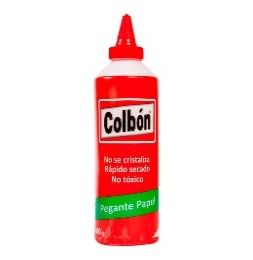 Colbón
No se cristaliza
Rápido secado
No tóxico
Pegante Papel